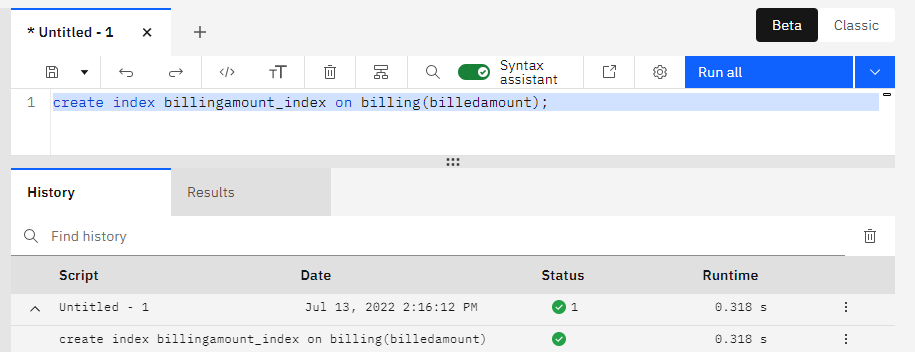 * Untitled - 1
Beta Classic
Syntax
assistant
Run all
1 create index billingamount_index on billing(billedamount);
History Results
Find history
Script Date Status Runtime
Untitled - 1 Jul 13, 2022 2:16:12 PM 1 0.318 s
create index billingamount_index on billing(billedamount) 0.318 s